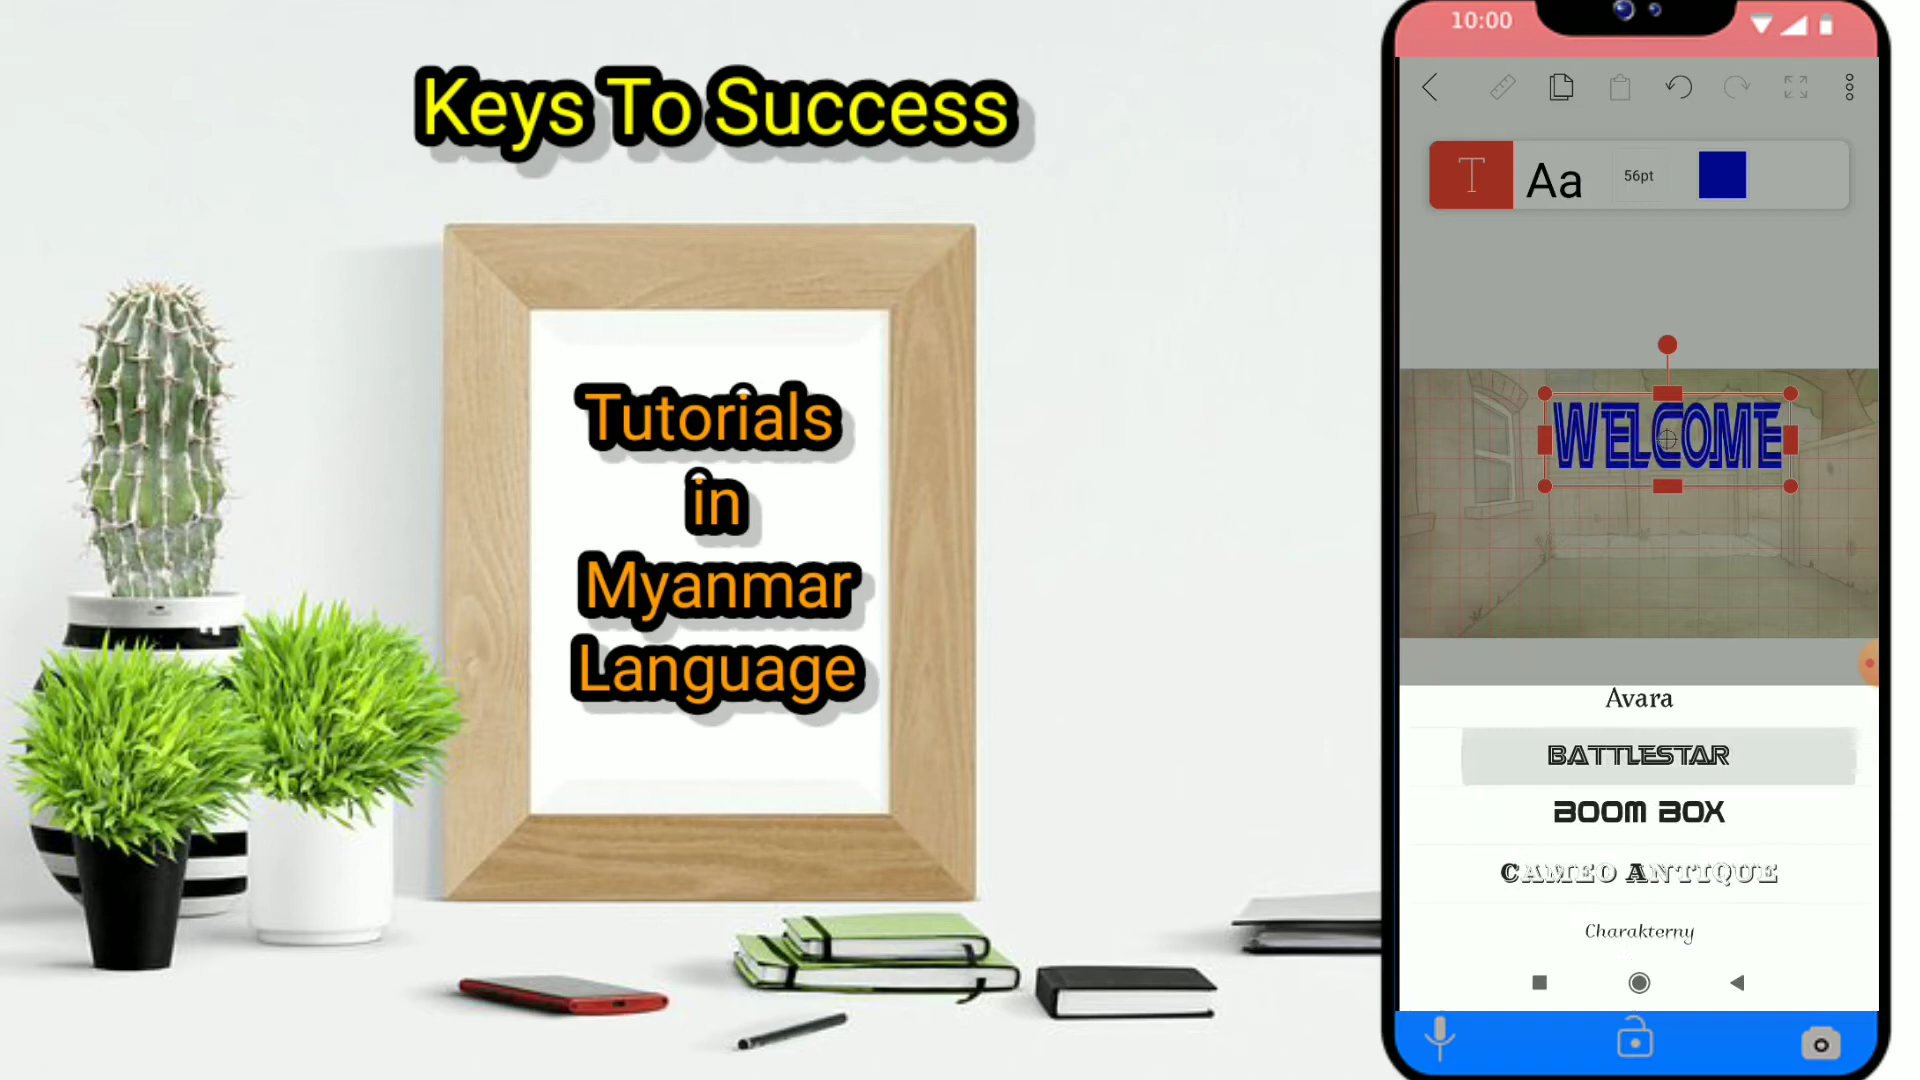 Keys To Success
Tutorials
in
Myanmar
Language
10:00
T
Aa
56pt
WELCOME
Avara
BATTLESTAR
BOOM BOX
CAMEO ANTIQUE
Charakterny